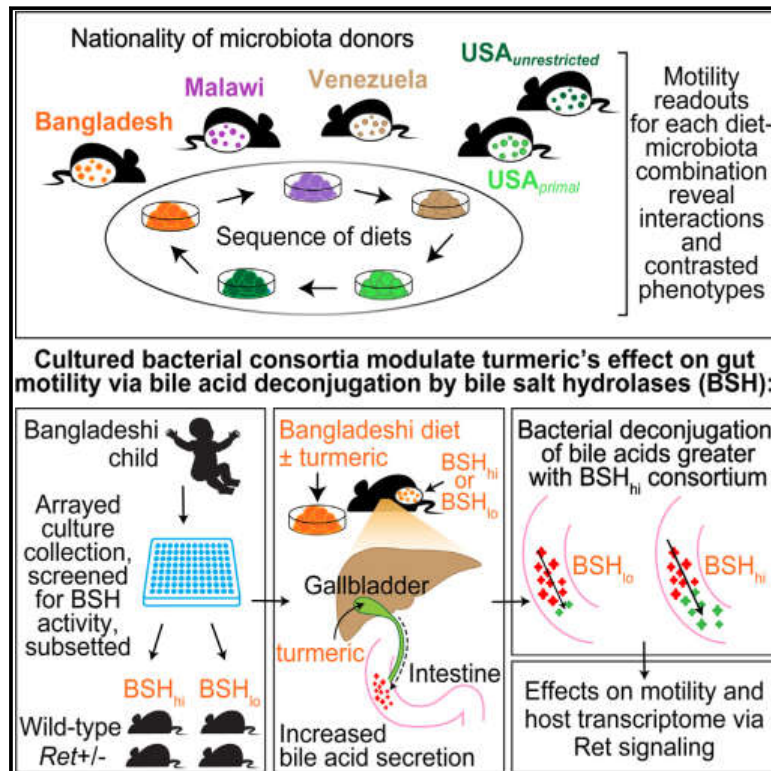 Nationality of microbiota donors
USAunrestricted
Malawi
Venezuela
Bangladesh
USAprimal
Sequence of diets
Motility
readouts
for each diet-
microbiota
combination
reveal
interactions
and
contrasted
phenotypes
Cultured bacterial consortia modulate turmeric's effect on gut
motility via bile acid deconjugation by bile salt hydrolases (BSH):
Bangladeshi
child
Arrayed
culture
collection,
screened
for BSH
activity,
subsetted
BSHhi BSHlo
Wild-type
Ret+/-
Bangladeshi diet
± turmeric
BSHhi
or
BSHlo
Gallbladder
turmeric
Intestine
Increased
bile acid secretion
Bacterial deconjugation
of bile acids greater
with BSHhi consortium
BSHlo
BSHhi
Effects on motility and
host transcriptome via
Ret signaling